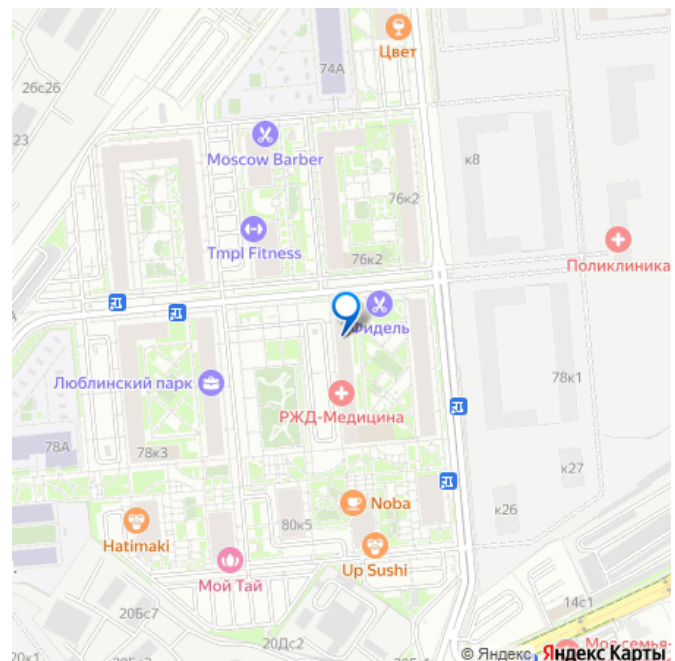 Цвет
74А
26с26
23
Moscow Barber
к8
76к2
Tmpl Fitness
76к2
Поликлиника
Фидель
Люблинский парк
78к1
РЖД-Медицина
78А
78к3
к27
Noba
к26
80к5
Hatimaki
Up Sushi
Мой Тай
14с1
20Бс7
20Дс2
20к1
© Яндекс Яндекс Карты